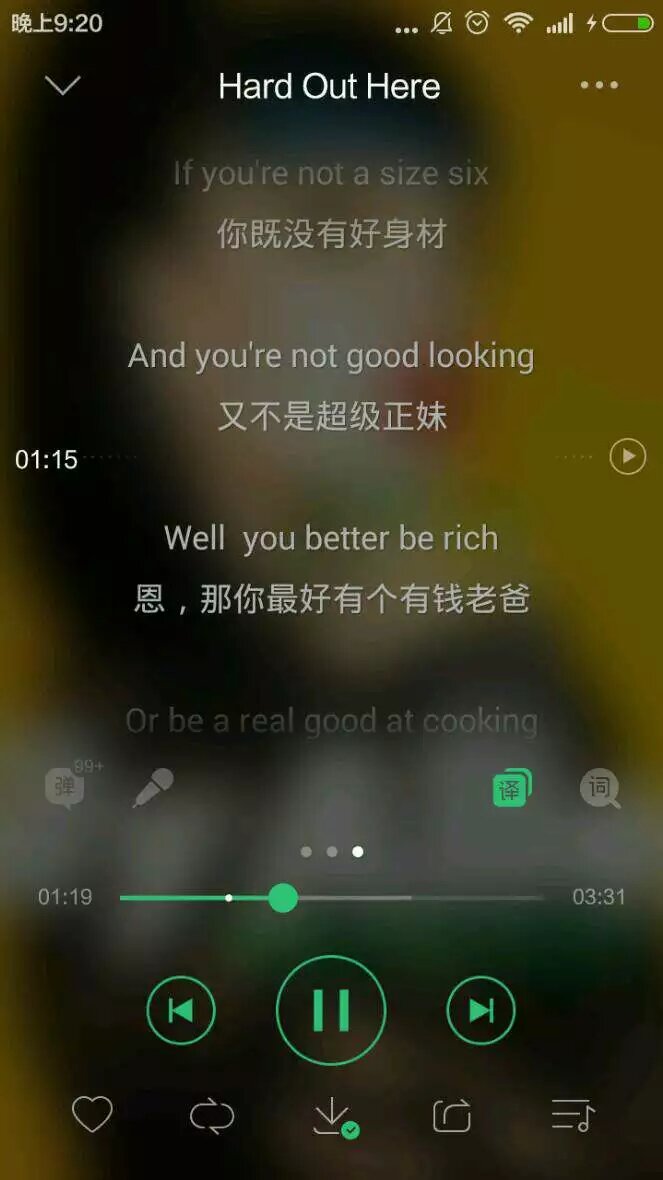 晚上9:20
Hard Out Here
If you're not a size six
你既没有好身材
And you're not good looking
又不是超级正妹
01:15
Well  you better be rich
恩，那你最好有个有钱老爸
Or be a real good at cooking
弹 99+ 译 词
01:19 03:31